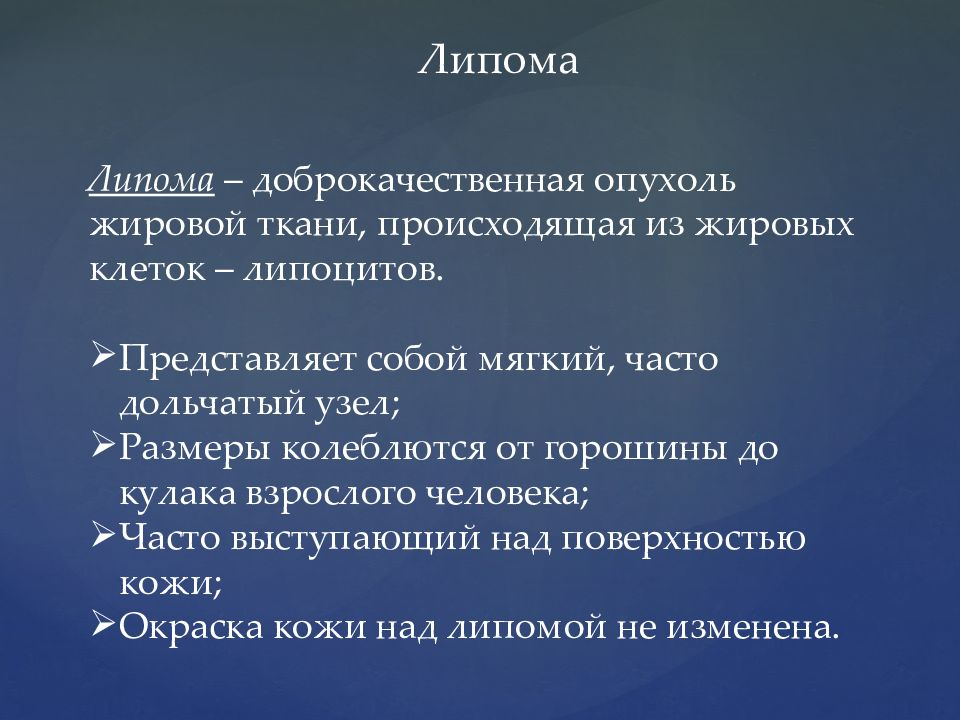 Липома
Липома – доброкачественная опухоль
жировой ткани, происходящая из жировых
клеток – липоцитов.
➢Представляет собой мягкий, часто
дольчатый узел;
➢Размеры колеблются от горошины до
кулака взрослого человека;
➢Часто выступающий над поверхностью
кожи;
➢Окраска кожи над липомой не изменена.